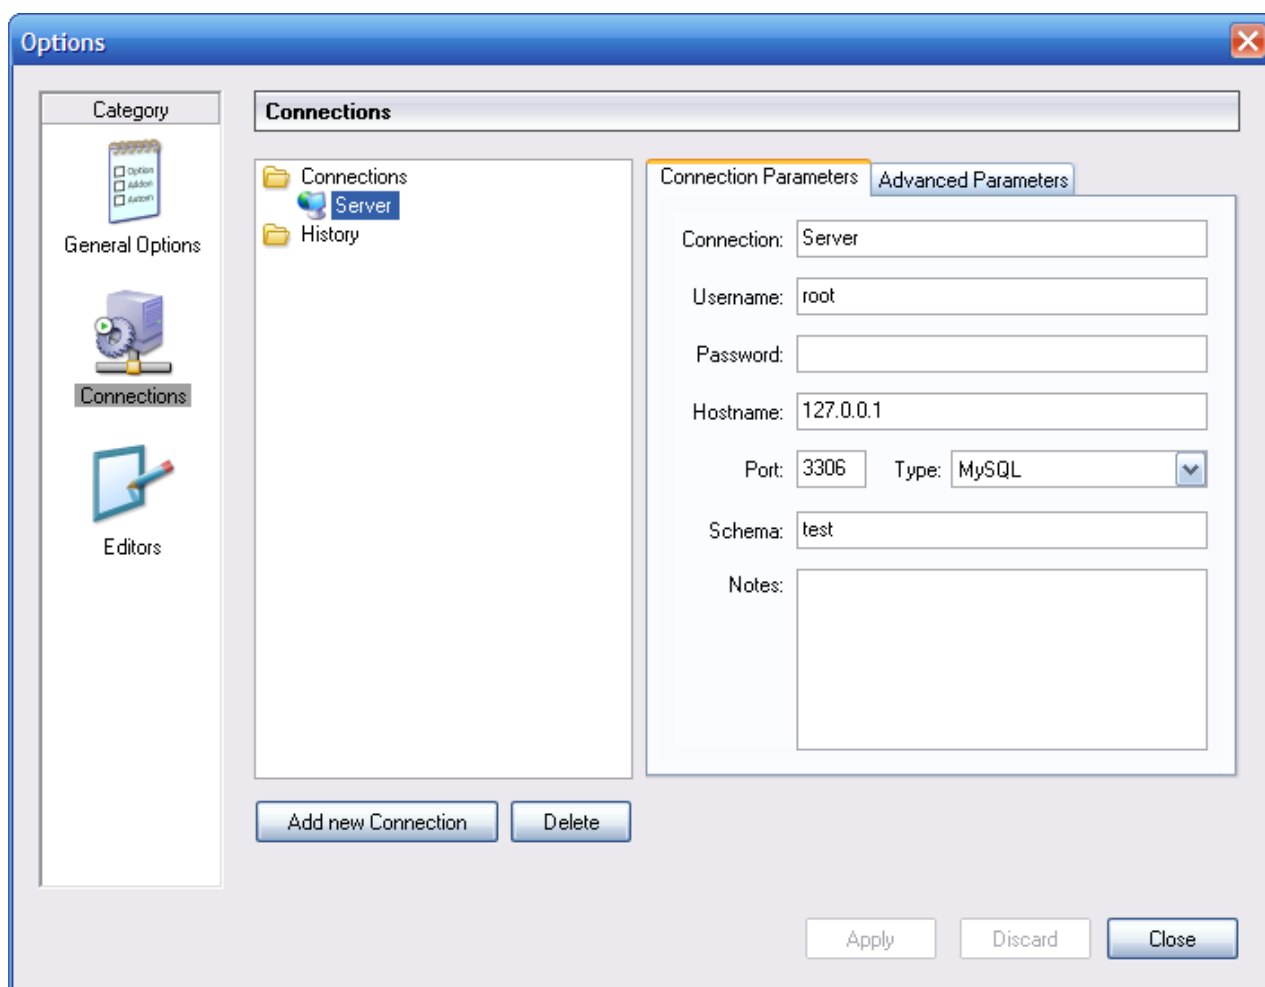 Options
Category
Connections
Option
Addon
General Options
Connections
Editors
Connections
Server
History
Connection Parameters
Advanced Parameters
Connection: Server
Username: root
Password:
Hostname: 127.0.0.1
Port: 3306 Type: MySQL
Schema: test
Notes:
Add new Connection
Delete
Apply
Discard
Close